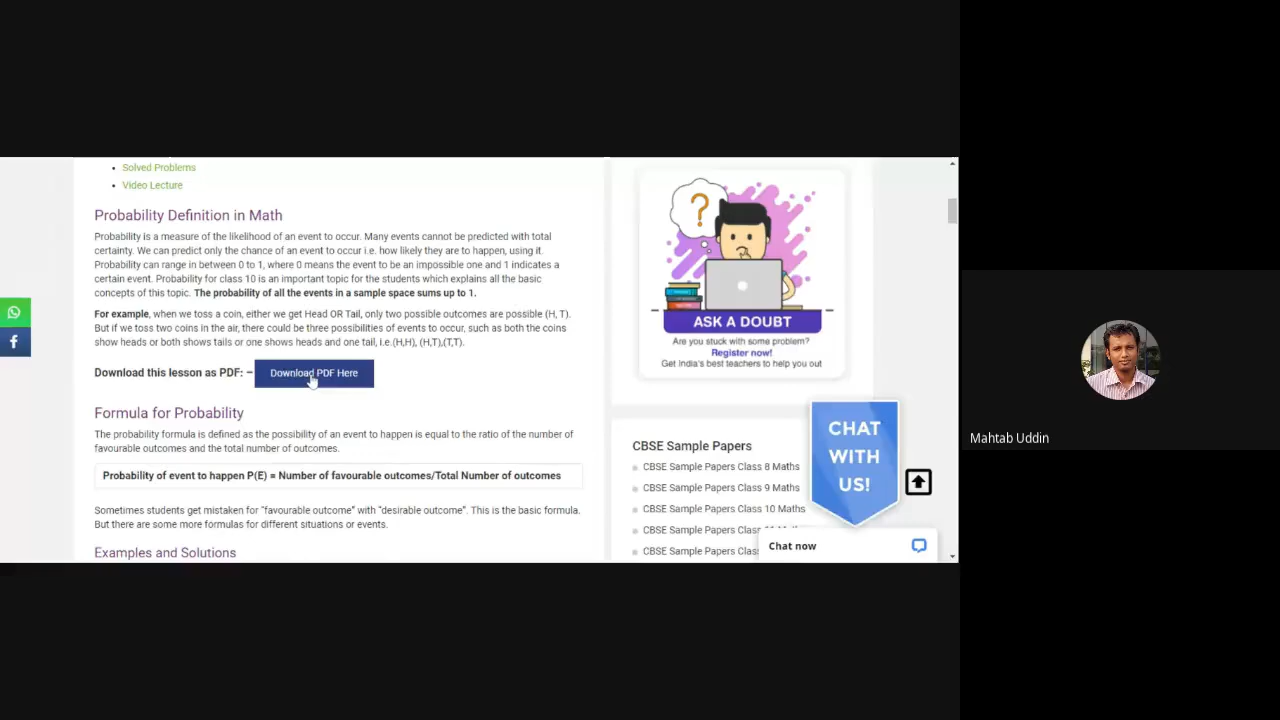 Solved Problems
Video Lecture
Probability Definition in Math
Probability is a measure of the likelihood of an event to occur. Many events cannot be predicted with total
certainty. We can predict only the chance of an event to occur i.e. how likely they are to happen, using it.
Probability can range in between 0 to 1, where 0 means the event to be an impossible one and 1 indicates a
certain event. Probability for class 10 is an important topic for the students which explains all the basic
concepts of this topic. The probability of all the events in a sample space sums up to 1.
For example, when we toss a coin, either we get Head OR Tail, only two possible outcomes are possible (H, T).
But if we toss two coins in the air, there could be three possibilities of events to occur, such as both the coins
show heads or both shows tails or one shows heads and one tail, i.e.(H,H), (H,T),(T,T).
Download this lesson as PDF: – Download PDF Here
Formula for Probability
The probability formula is defined as the possibility of an event to happen is equal to the ratio of the number of
favourable outcomes and the total number of outcomes.
Probability of event to happen P(E) = Number of favourable outcomes/Total Number of outcomes
Sometimes students get mistaken for "favourable outcome" with "desirable outcome". This is the basic formula.
But there are some more formulas for different situations or events.
Examples and Solutions
?
ASK A DOUBT
Are you stuck with some problem?
Register now!
Get India's best teachers to help you out
CBSE Sample Papers
CBSE Sample Papers Class 8 Maths
CBSE Sample Papers Class 9 Maths
CBSE Sample Papers Class 10 Maths
CBSE Sample Papers Class
CBSE Sample Papers Class
CHAT
WITH
US!
Chat now
Mahtab Uddin